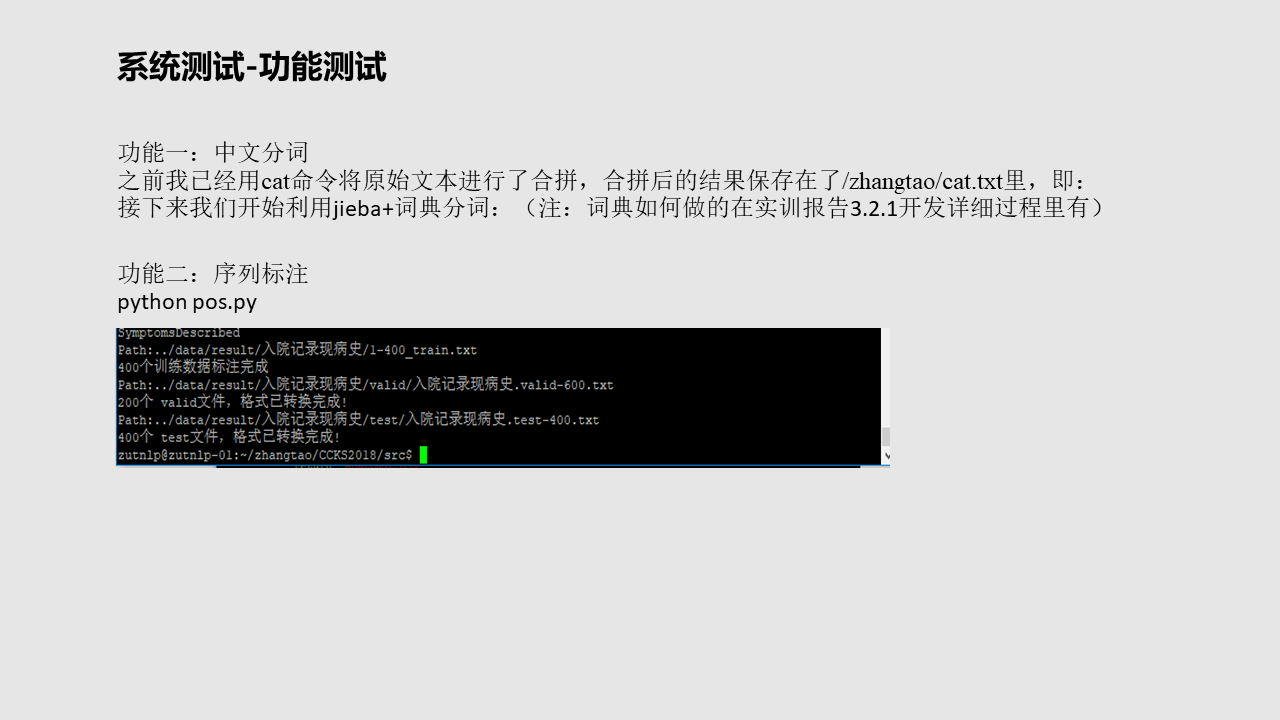 系统测试-功能测试
功能一：中文分词
之前我已经用cat命令将原始文本进行了合拼，合拼后的结果保存在了/zhangtao/cat.txt里，即：
接下来我们开始利用jieba+词典分词：（注：词典如何做的在实训报告3.2.1开发详细过程里有）
功能二：序列标注
python pos.py
SymptomsDescribed
Path:../data/result/入院记录现病史/1-400_train.txt
400个训练数据标注完成
Path:../data/result/入院记录现病史/valid/入院记录现病史.valid-600.txt
200个 valid文件，格式已转换完成!
Path:../data/result/入院记录现病史/test/入院记录现病史.test-400.txt
400个 test文件，格式已转换完成!
zutnlp@zutnlp-01:~/zhangtao/CCKS2018/src$